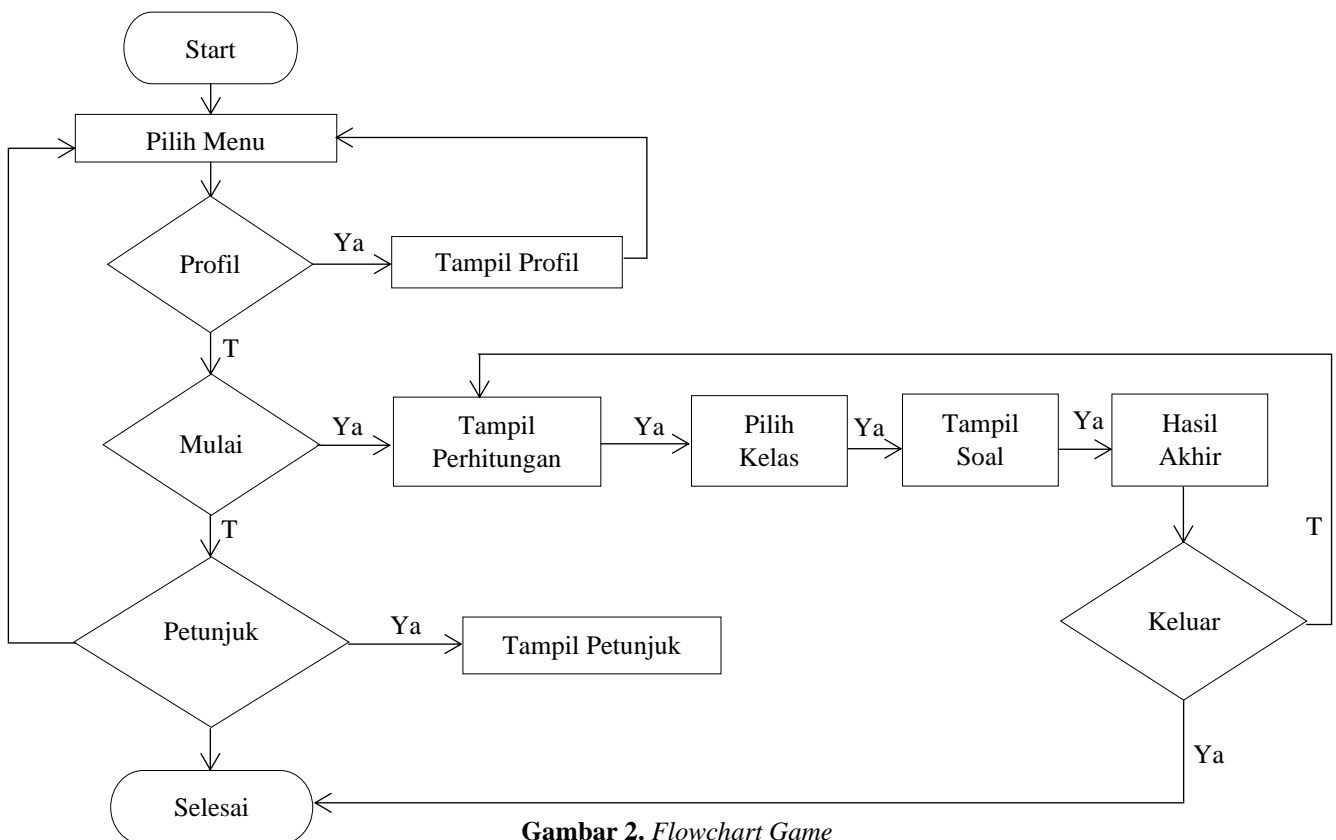 Start
Pilih Menu
Profil
Ya
Tampil Profil
T
Mulai
Ya
Tampil
Perhitungan
Ya
Pilih
Kelas
Ya
Tampil
Soal
Ya
Hasil
Akhir
T
T
Petunjuk
Ya
Tampil Petunjuk
Keluar
Ya
Selesai
Gambar 2. Flowchart Game